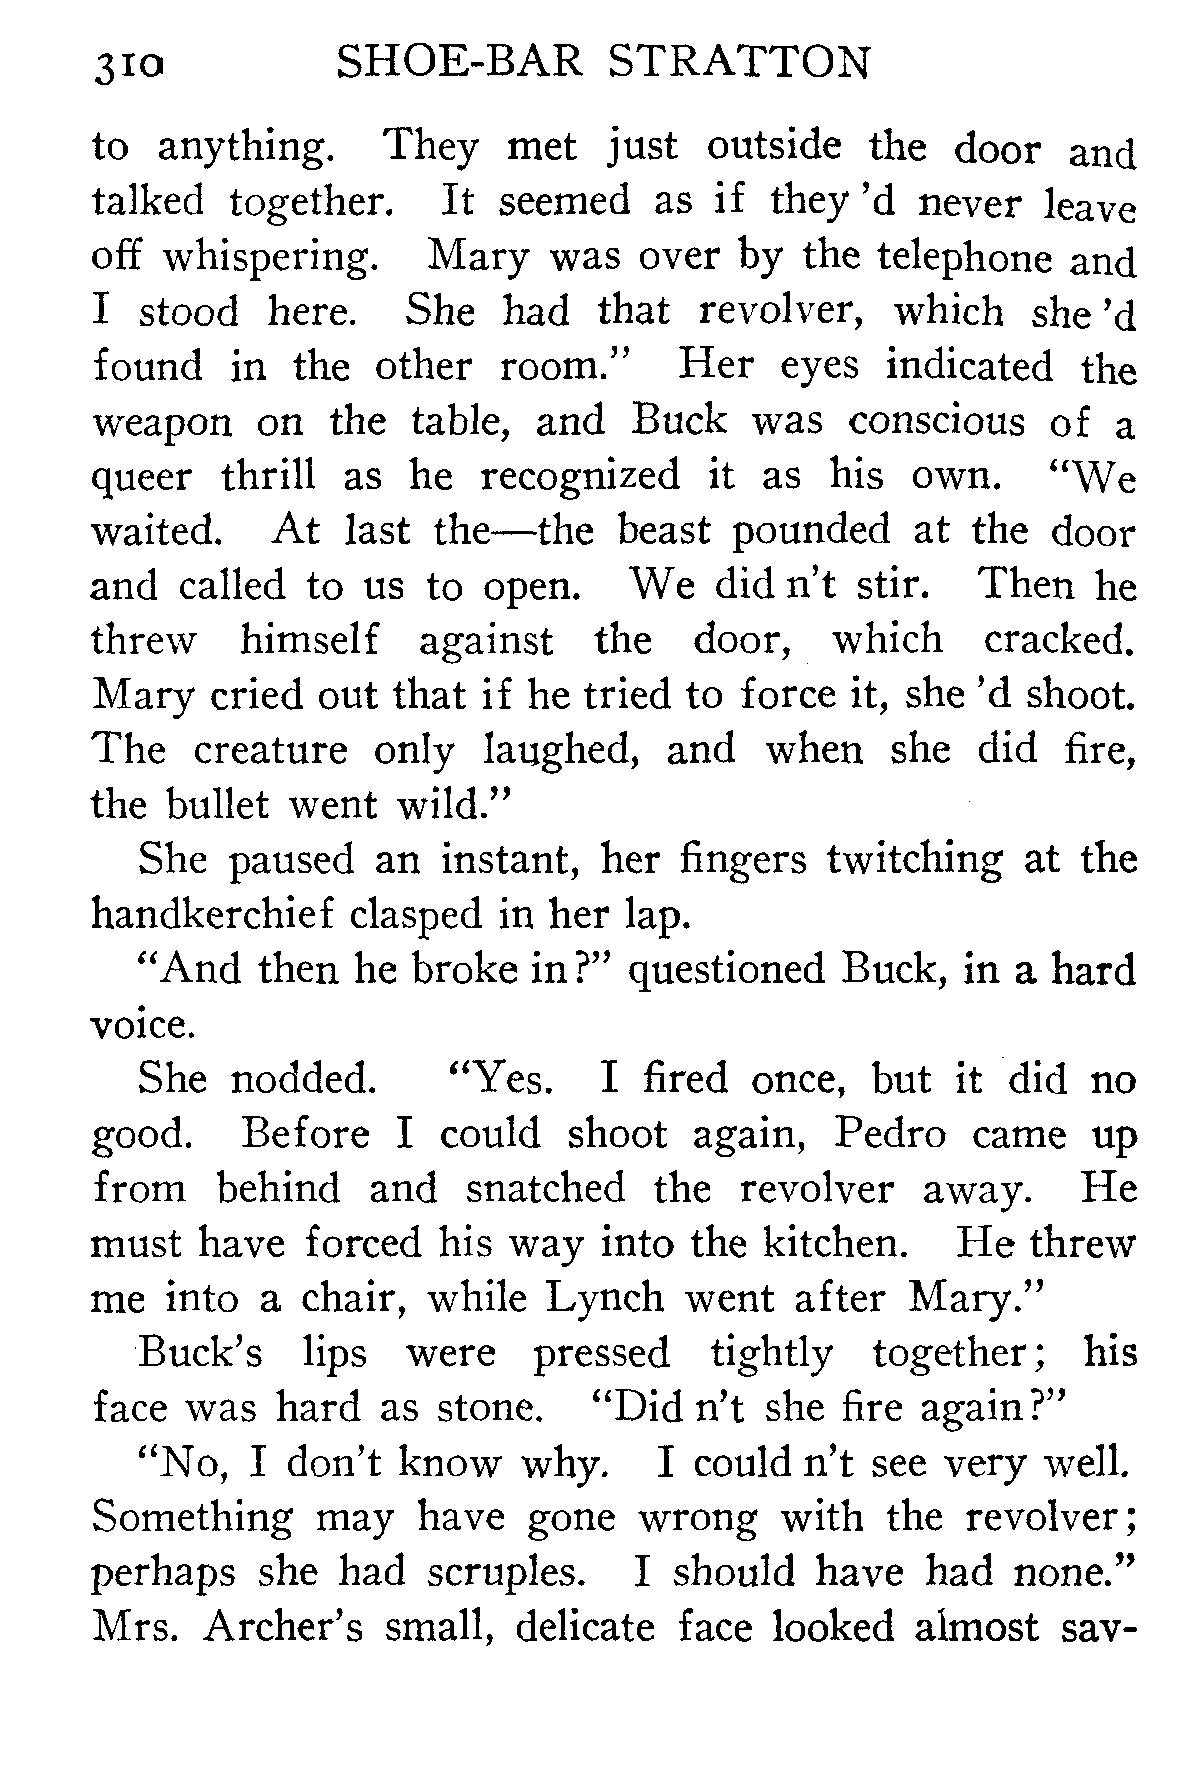 310 SHOE-BAR STRATTON
to anything. They met just outside the door and
talked together. It seemed as if they 'd never leave
off whispering. Mary was over by the telephone and
I stood here. She had that revolver, which she 'd
found in the other room.” Her eyes indicated the
weapon on the table, and Buck was conscious of a
queer thrill as he recognized it as his own. “We
waited. At last the—the beast pounded at the door
and called to us to open. We did n't stir. Then he
threw himself against the door, which cracked.
Mary cried out that if he tried to force it, she 'd shoot.
The creature only laughed, and when she did fire,
the bullet went wild.”
She paused an instant, her fingers twitching at the
handkerchief clasped in her lap.
“And then he broke in?” questioned Buck, in a hard
voice.
She nodded. “Yes. I fired once, but it did no
good. Before I could shoot again, Pedro came up
from behind and snatched the revolver away. He
must have forced his way into the kitchen. He threw
me into a chair, while Lynch went after Mary.”
Buck's lips were pressed tightly together; his
face was hard as stone. “Did n't she fire again?”
“No, I don't know why. I could n't see very well.
Something may have gone wrong with the revolver;
perhaps she had scruples. I should have had none.”
Mrs. Archer's small, delicate face looked almost sav-